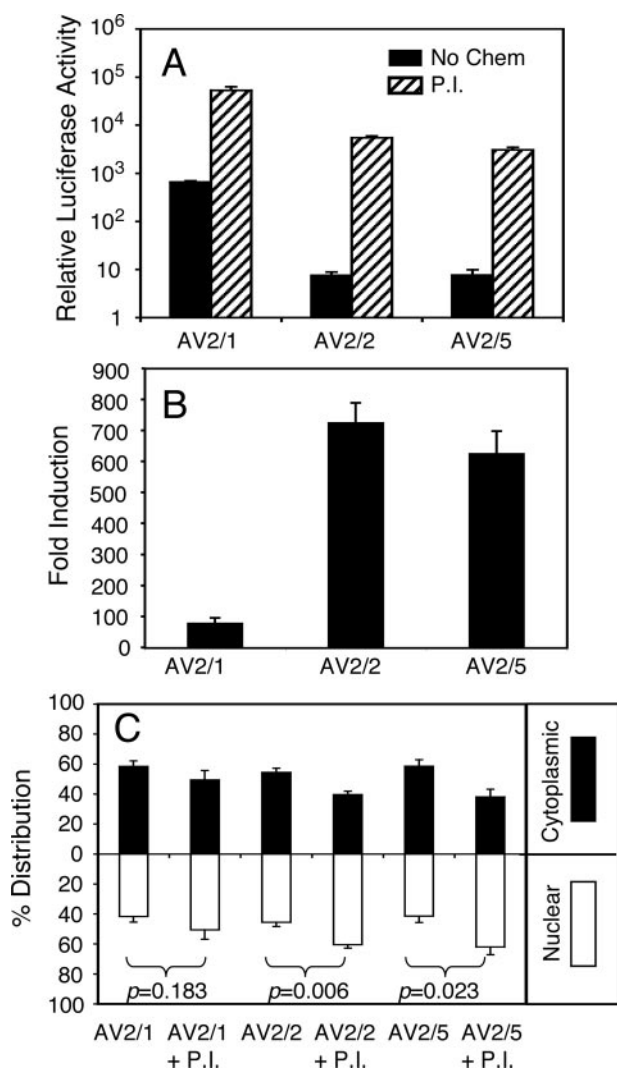 A
No Chem
P.I.
Relative Luciferase Activity
10⁶
10⁵
10⁴
10³
10²
10
1
AV2/1 AV2/2 AV2/5
B
Fold Induction
900
800
700
600
500
400
300
200
100
0
AV2/1 AV2/2 AV2/5
C
% Distribution
100
80
60
40
20
0
20
40
60
80
100
p=0.183 p=0.006 p=0.023
AV2/1 AV2/1 AV2/2 AV2/2 AV2/5 AV2/5
+ P.I. + P.I. + P.I.
Cytoplasmic
Nuclear